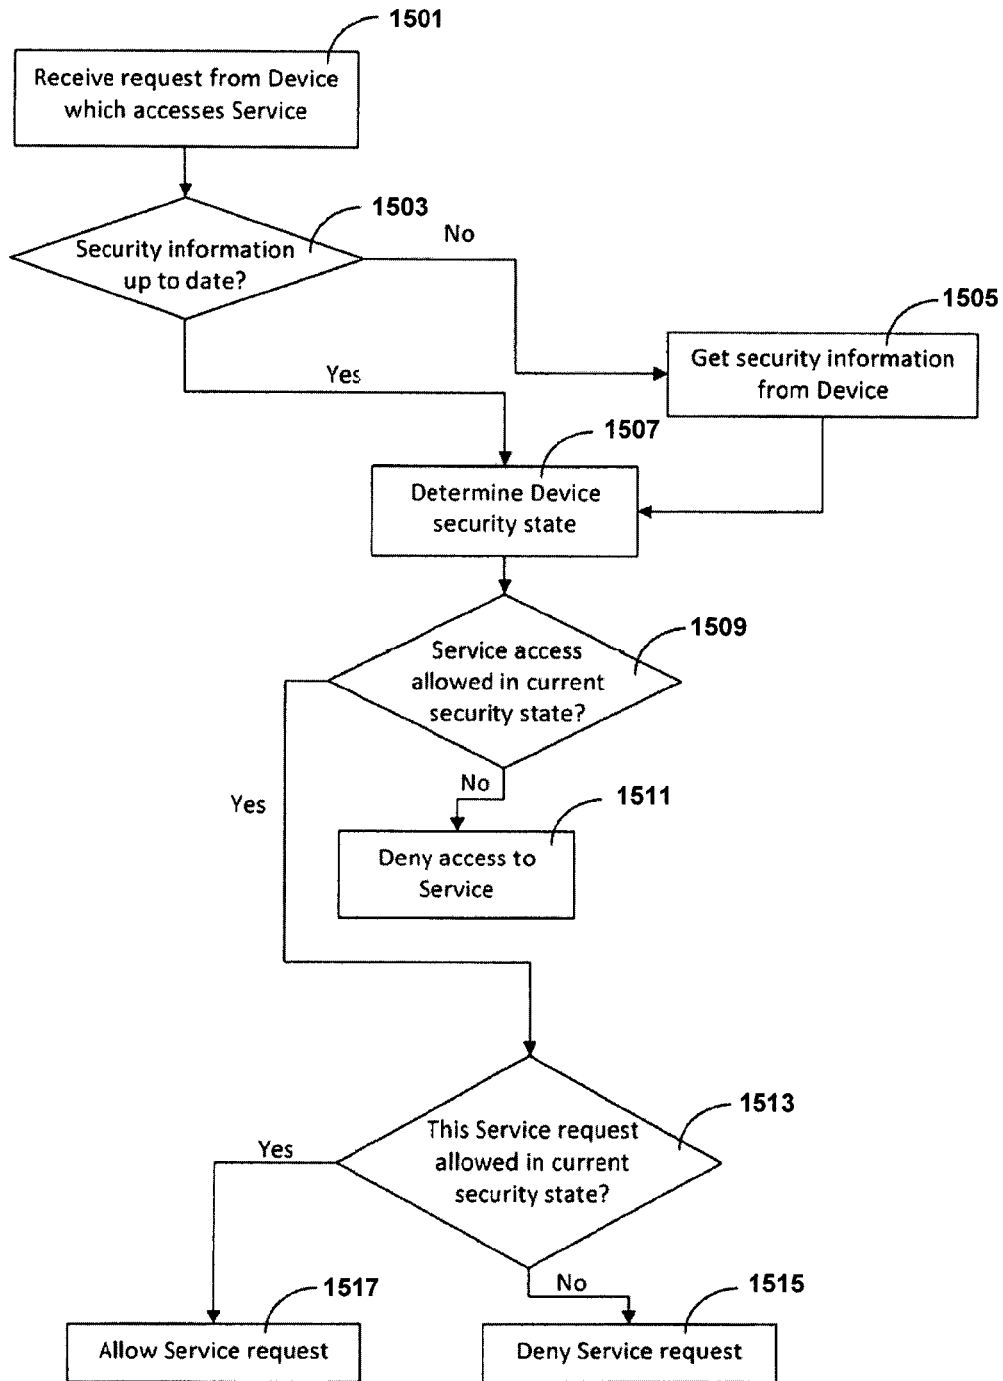 1501
Receive request from Device
which accesses Service
1503
Security information
up to date?
No
Yes
1505
Get security information
from Device
1507
Determine Device
security state
1509
Service access
allowed in current
security state?
No
Yes
1511
Deny access to
Service
1513
This Service request
allowed in current
security state?
Yes
No
1517
Allow Service request
1515
Deny Service request